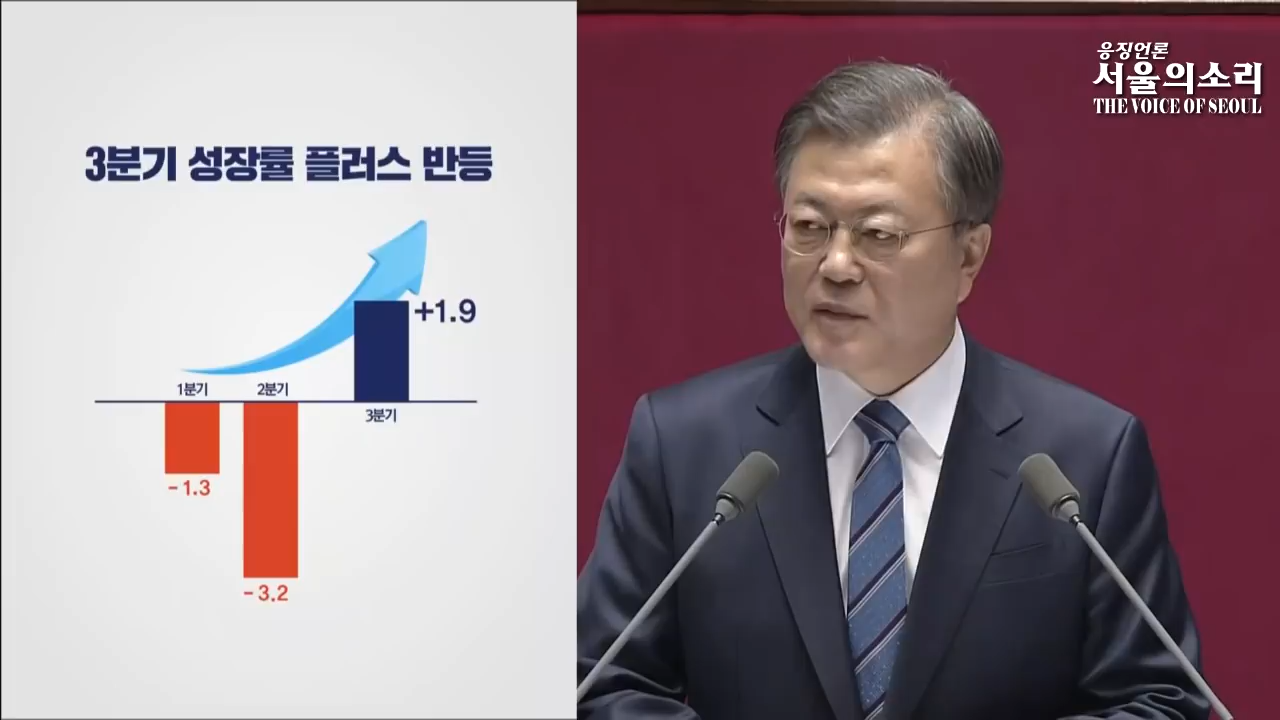 3분기 성장률 플러스 반등
+1.9
1분기
2분기
3분기
- 1.3
- 3.2
응징언론
서울의소리
THE VOICE OF SEOUL